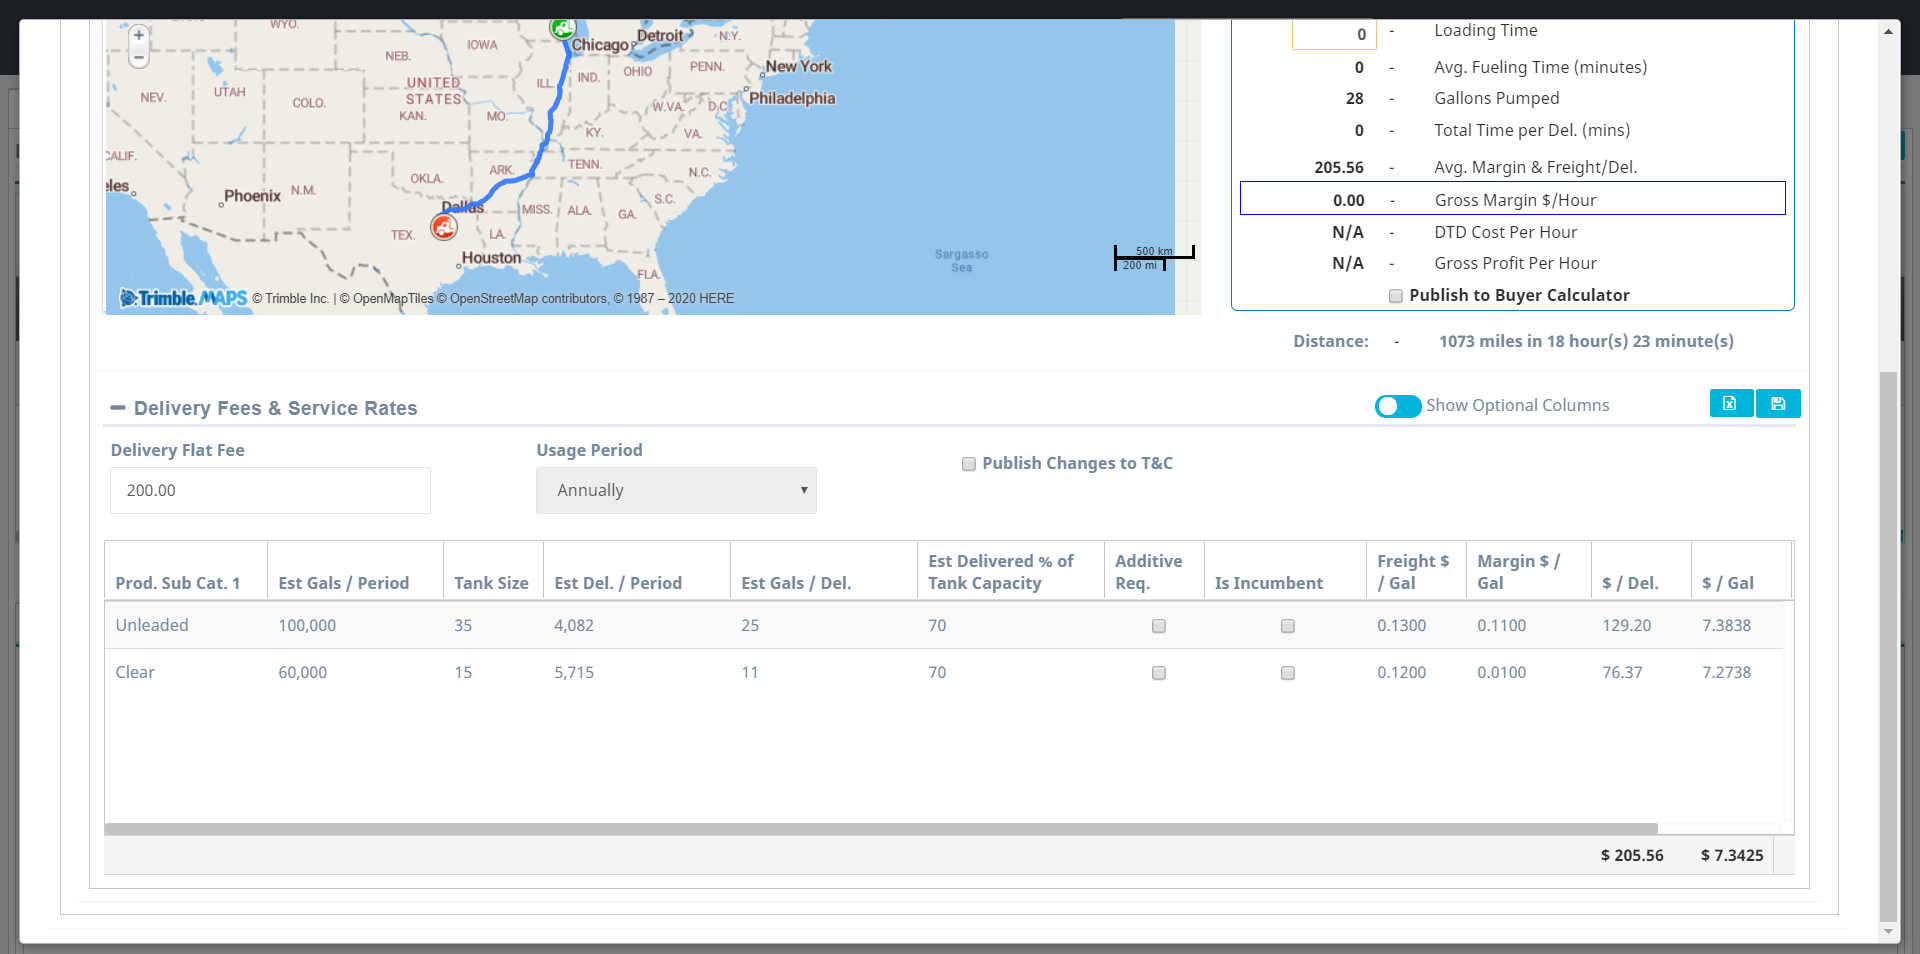 +
−
WYO.
IOWA
Chicago
Detroit
N.Y.
NEB.
New York
NEV.
UTAH
COLO.
UNITED
STATES
KAN.
MO.
ILL.
IND.
OHIO
PENN.
Philadelphia
W.VA.
D.C.
KY.
VA.
CALIF.
eles
Phoenix
N.M.
OKLA.
ARK.
TENN.
N.C.
Dallas
MISS.
ALA.
GA.
S.C.
TEX.
LA.
Houston
FLA.
Sargasso
Sea
500 km
200 mi
Trimble MAPS © Trimble Inc. | © OpenMapTiles © OpenStreetMap contributors, © 1987 – 2020 HERE
0 - Loading Time
0 - Avg. Fueling Time (minutes)
28 - Gallons Pumped
0 - Total Time per Del. (mins)
205.56 - Avg. Margin & Freight/Del.
0.00 - Gross Margin $/Hour
N/A - DTD Cost Per Hour
N/A - Gross Profit Per Hour
Publish to Buyer Calculator
Distance: - 1073 miles in 18 hour(s) 23 minute(s)
Delivery Fees & Service Rates
Show Optional Columns
Delivery Flat Fee
200.00
Usage Period
Annually
Publish Changes to T&C
Prod. Sub Cat. 1 Est Gals / Period Tank Size Est Del. / Period Est Gals / Del. Est Delivered % of Tank Capacity Additive Req. Is Incumbent Freight $ / Gal Margin $ / Gal $ / Del. $ / Gal
Unleaded 100,000 35 4,082 25 70 0.1300 0.1100 129.20 7.3838
Clear 60,000 15 5,715 11 70 0.1200 0.0100 76.37 7.2738
$ 205.56 $ 7.3425